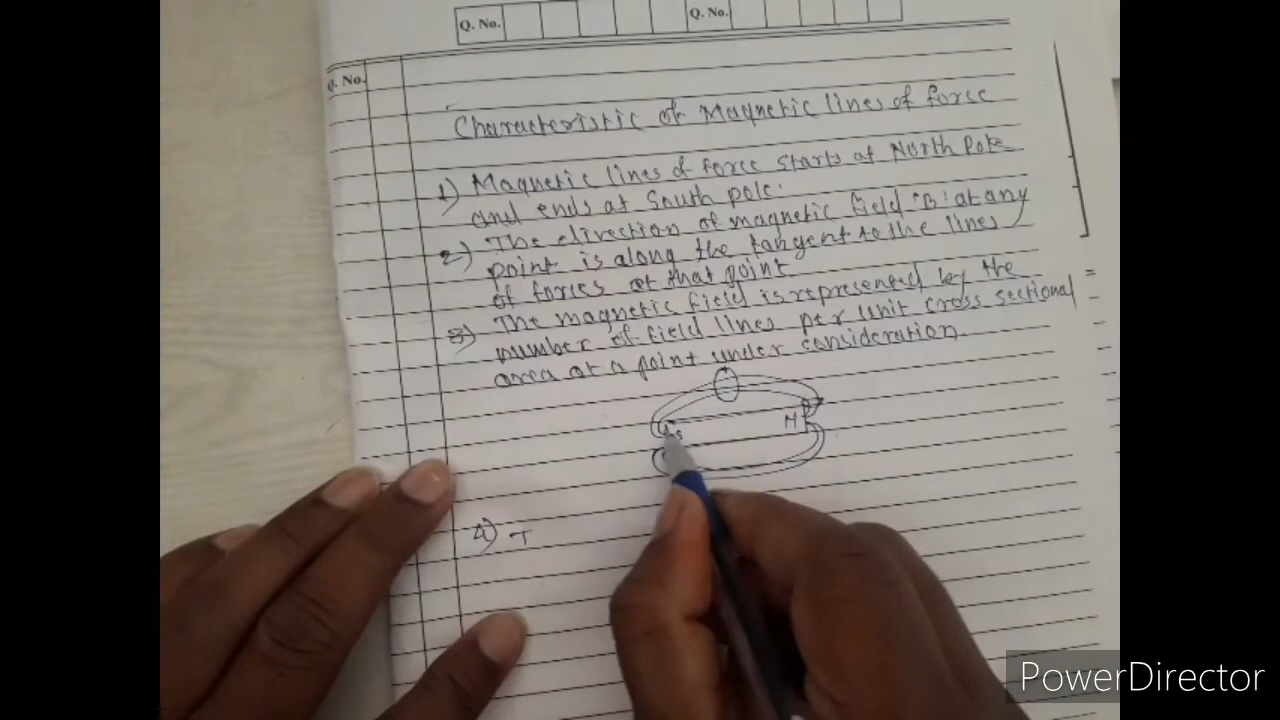 Q. No. Q. No.
Q. No.
Characteristic of Magnetic lines of force
1) Magnetic lines of force starts at North Pole
and ends at South pole.
2) The direction of magnetic field 'B' at any
point is along the tangent to the lines
of forces at that point
3) The magnetic field is represented by the
number of field lines per unit cross sectional
area at a point under consideration
S N
4) T
PowerDirector